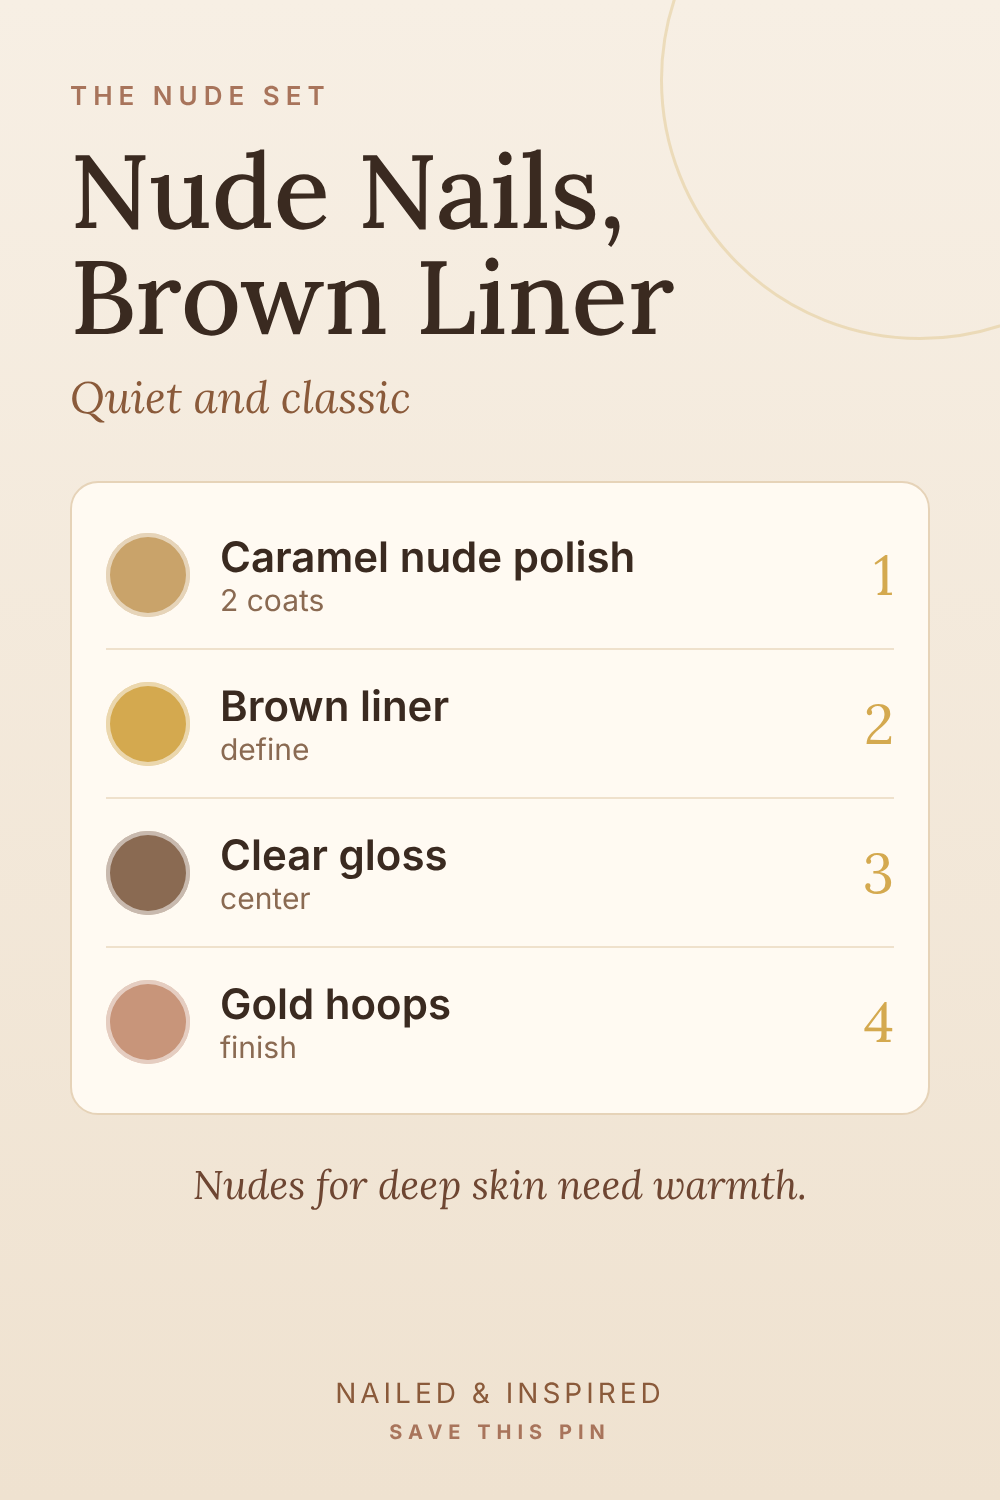 THE NUDE SET
Nude Nails,
Brown Liner
Quiet and classic
Caramel nude polish
2 coats
1
Brown liner
define
2
Clear gloss
center
3
Gold hoops
finish
4
Nudes for deep skin need warmth.
NAILED & INSPIRED
SAVE THIS PIN